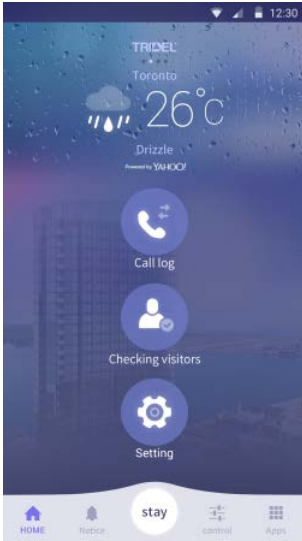 12:30
TRIDEL
Toronto
26°c
Drizzle
Powered by YAHOO!
Call log
Checking visitors
Setting
stay
HOME
Notice
control
Apps